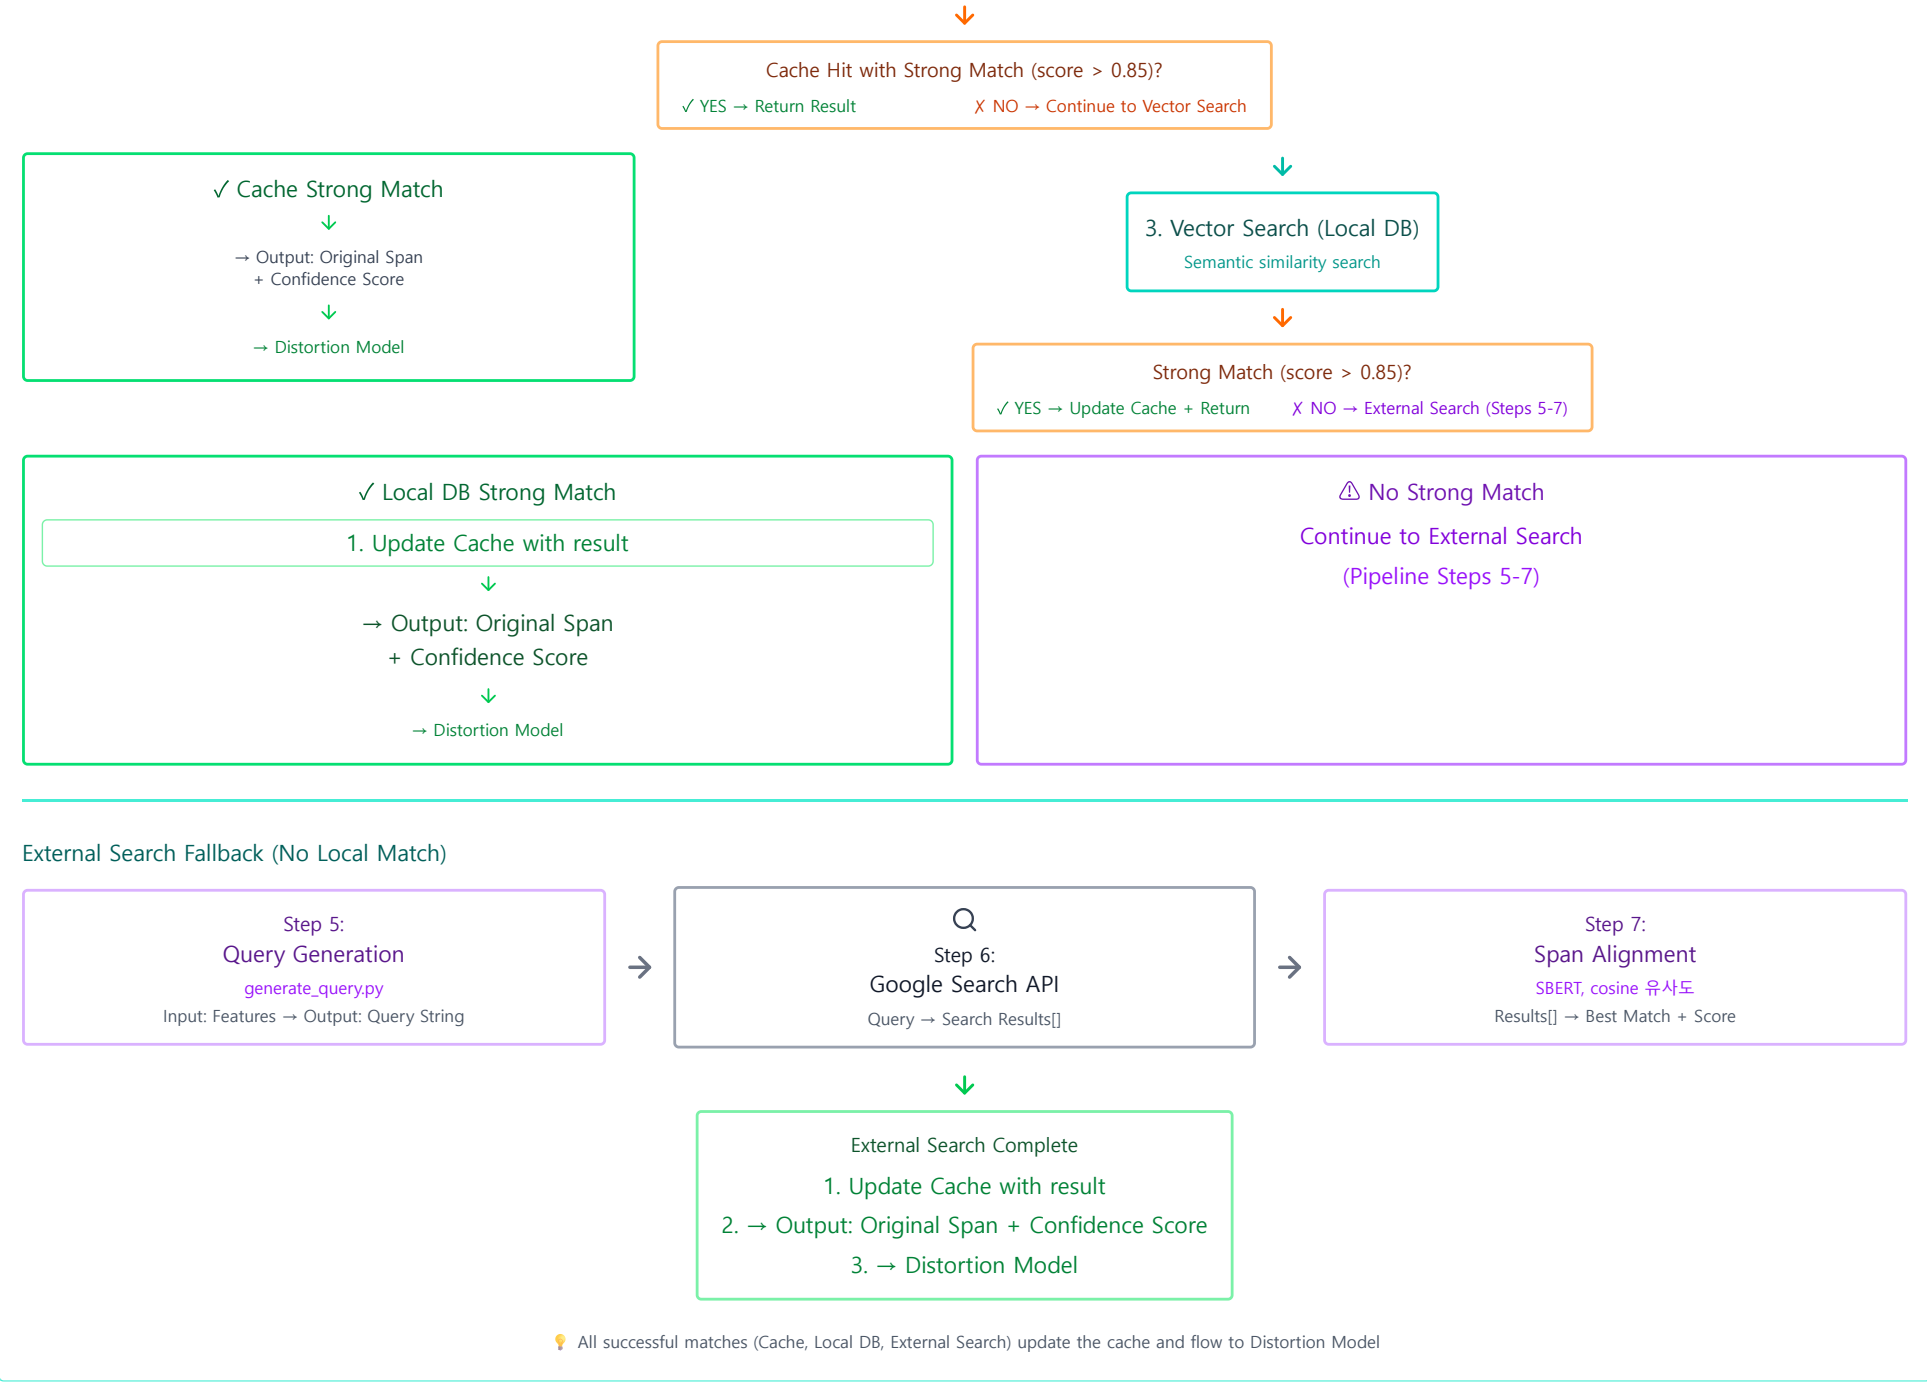 Cache Hit with Strong Match (score > 0.85)?
✓ YES → Return Result
✗ NO → Continue to Vector Search
✓ Cache Strong Match
→ Output: Original Span
+ Confidence Score
→ Distortion Model
3. Vector Search (Local DB)
Semantic similarity search
Strong Match (score > 0.85)?
✓ YES → Update Cache + Return
✗ NO → External Search (Steps 5-7)
✓ Local DB Strong Match
1. Update Cache with result
→ Output: Original Span
+ Confidence Score
→ Distortion Model
⚠ No Strong Match
Continue to External Search
(Pipeline Steps 5-7)
External Search Fallback (No Local Match)
Step 5:
Query Generation
generate_query.py
Input: Features → Output: Query String
Step 6:
Google Search API
Query → Search Results[]
Step 7:
Span Alignment
SBERT, cosine 유사도
Results[] → Best Match + Score
External Search Complete
1. Update Cache with result
2. → Output: Original Span + Confidence Score
3. → Distortion Model
💡 All successful matches (Cache, Local DB, External Search) update the cache and flow to Distortion Model